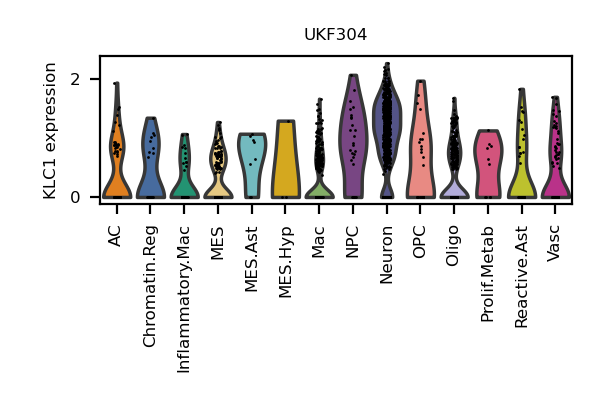 UKF304
KLC1 expression
2
0
AC
Chromatin.Reg
Inflammatory.Mac
MES
MES.Ast
MES.Hyp
Mac
NPC
Neuron
OPC
Oligo
Prolif.Metab
Reactive.Ast
Vasc